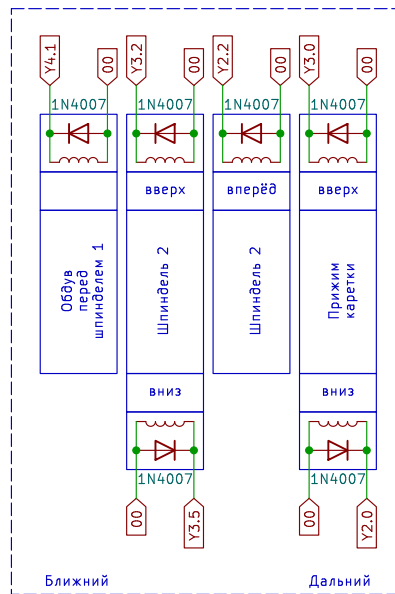 Y4.1
00
Y3.2
00
Y2.2
00
Y3.0
00
1N4007
1N4007
1N4007
1N4007
вверх
вперёд
вверх
Обдув
перед
шпинделем 1
Шпиндель 2
Шпиндель 2
Прижим
каретки
вниз
вниз
1N4007
1N4007
00
Y3.5
00
Y2.0
Ближний
Дальний